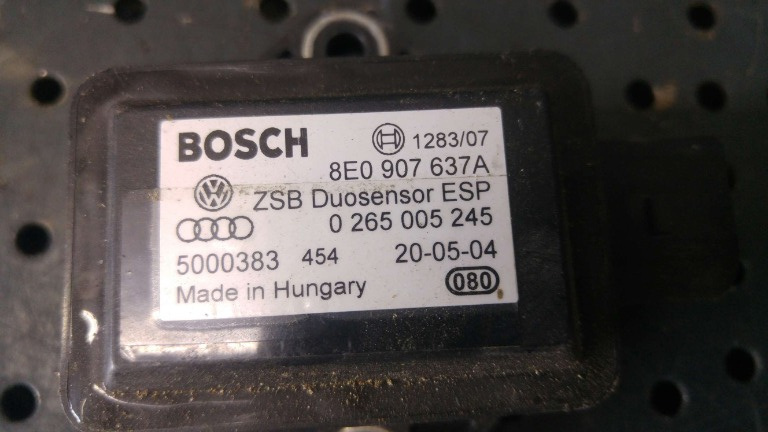 BOSCH 1283/07
8E0 907 637A
ZSB Duosensor ESP
0 265 005 245
5000383 454 20-05-04
Made in Hungary 080